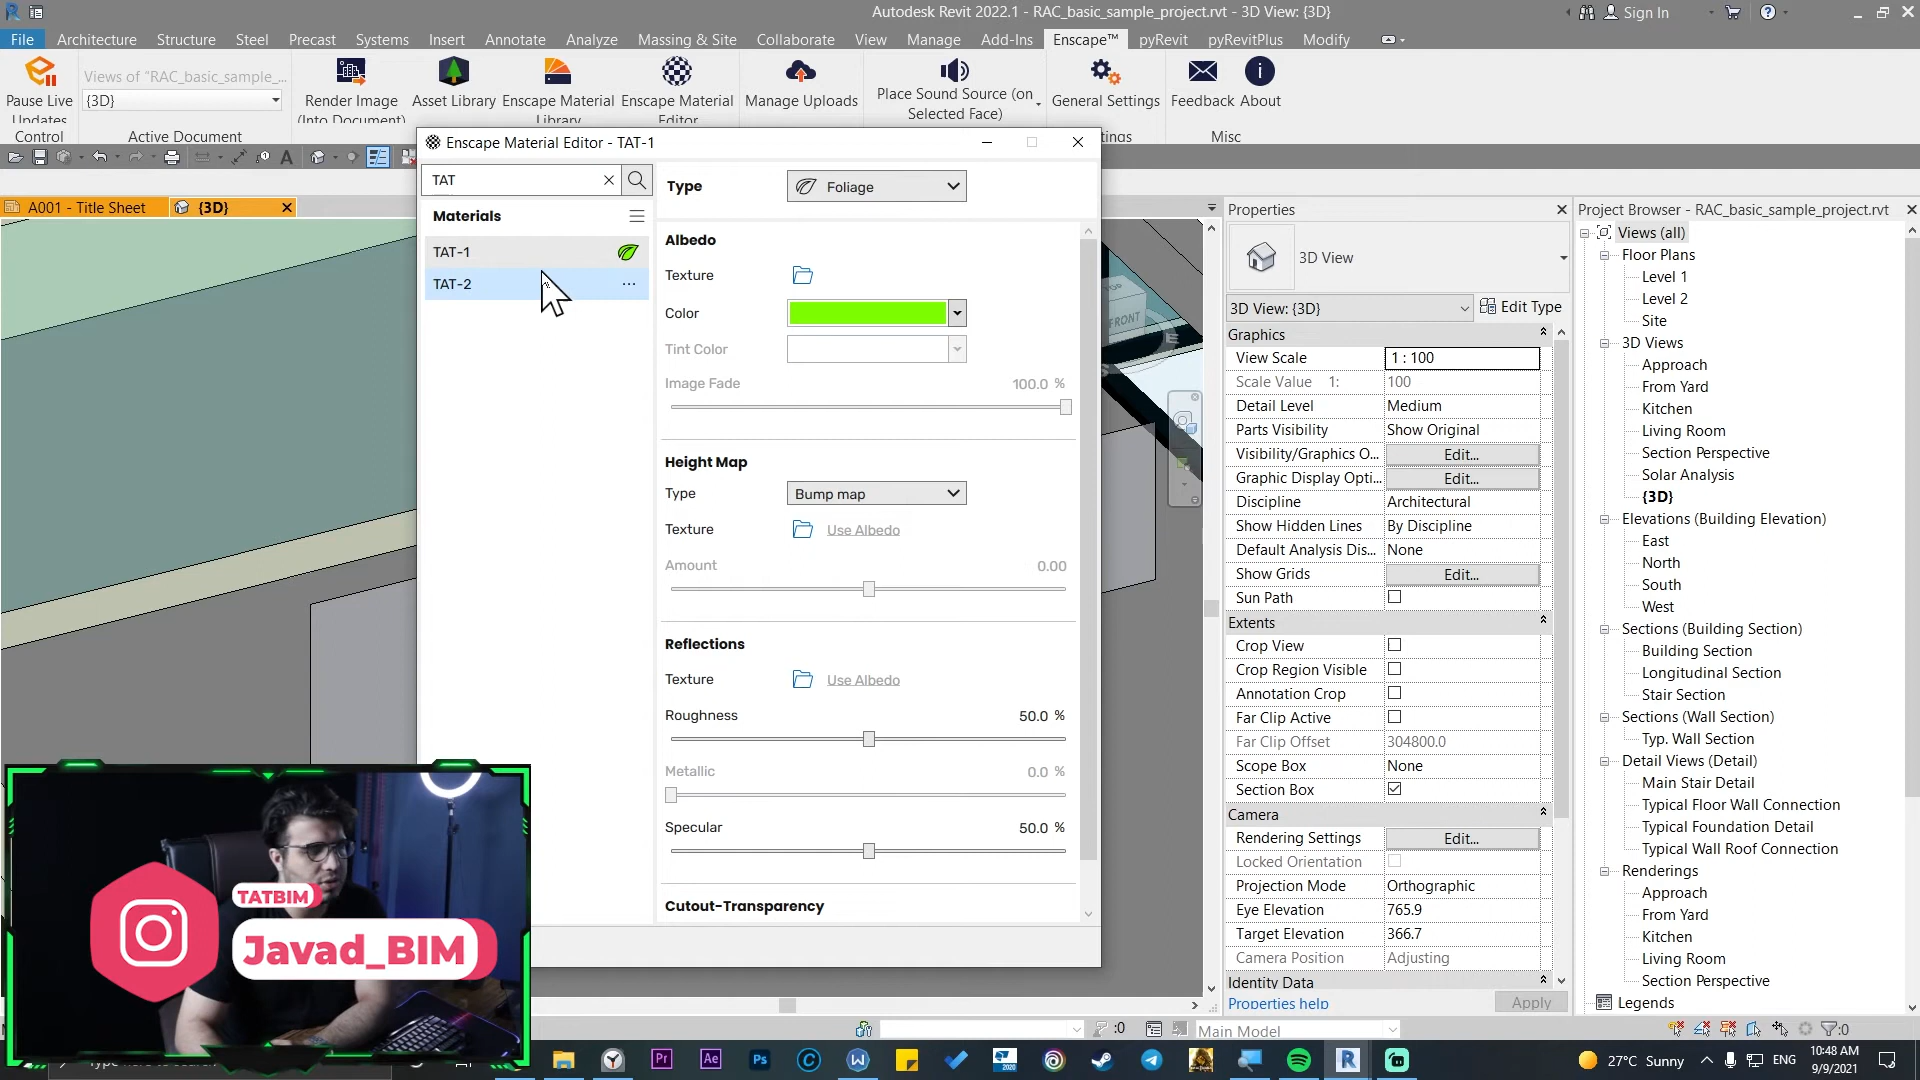 Autodesk Revit 2022.1 - RAC_basic_sample_project.rvt - 3D View: {3D}
Sign In
File Architecture Structure Steel Precast Systems Insert Annotate Analyze Massing & Site Collaborate View Manage Add-Ins Enscape™ pyRevit pyRevitPlus Modify
Pause Live Updates
Views of "RAC_basic_sample_...
{3D}
Render Image (Into Document)
Asset Library
Enscape Material Library
Enscape Material Editor
Manage Uploads
Place Sound Source (on Selected Face)
General Settings
Feedback
About
Control
Active Document
tings
Misc
Enscape Material Editor - TAT-1
TAT
Materials
TAT-1
TAT-2
Type
Foliage
Albedo
Texture
Color
Tint Color
Image Fade 100.0 %
Height Map
Type
Bump map
Texture Use Albedo
Amount 0.00
Reflections
Texture Use Albedo
Roughness 50.0 %
Metallic 0.0 %
Specular 50.0 %
Cutout-Transparency
A001 - Title Sheet
{3D}
FRONT
E
S
Properties
3D View
3D View: {3D}
Edit Type
Graphics
View Scale 1 : 100
Scale Value 1: 100
Detail Level Medium
Parts Visibility Show Original
Visibility/Graphics O... Edit...
Graphic Display Opti... Edit...
Discipline Architectural
Show Hidden Lines By Discipline
Default Analysis Dis... None
Show Grids Edit...
Sun Path
Extents
Crop View
Crop Region Visible
Annotation Crop
Far Clip Active
Far Clip Offset 304800.0
Scope Box None
Section Box
Camera
Rendering Settings Edit...
Locked Orientation
Projection Mode Orthographic
Eye Elevation 765.9
Target Elevation 366.7
Camera Position Adjusting
Identity Data
Properties help
Apply
Project Browser - RAC_basic_sample_project.rvt
Views (all)
Floor Plans
Level 1
Level 2
Site
3D Views
Approach
From Yard
Kitchen
Living Room
Section Perspective
Solar Analysis
{3D}
Elevations (Building Elevation)
East
North
South
West
Sections (Building Section)
Building Section
Longitudinal Section
Stair Section
Sections (Wall Section)
Typ. Wall Section
Detail Views (Detail)
Main Stair Detail
Typical Floor Wall Connection
Typical Foundation Detail
Typical Wall Roof Connection
Renderings
Approach
From Yard
Kitchen
Living Room
Section Perspective
Legends
TATBIM
Javad_BIM
:0
Main Model
:0
Pr
Ae
Ps
2020
27°C Sunny
ENG
10:48 AM
9/9/2021